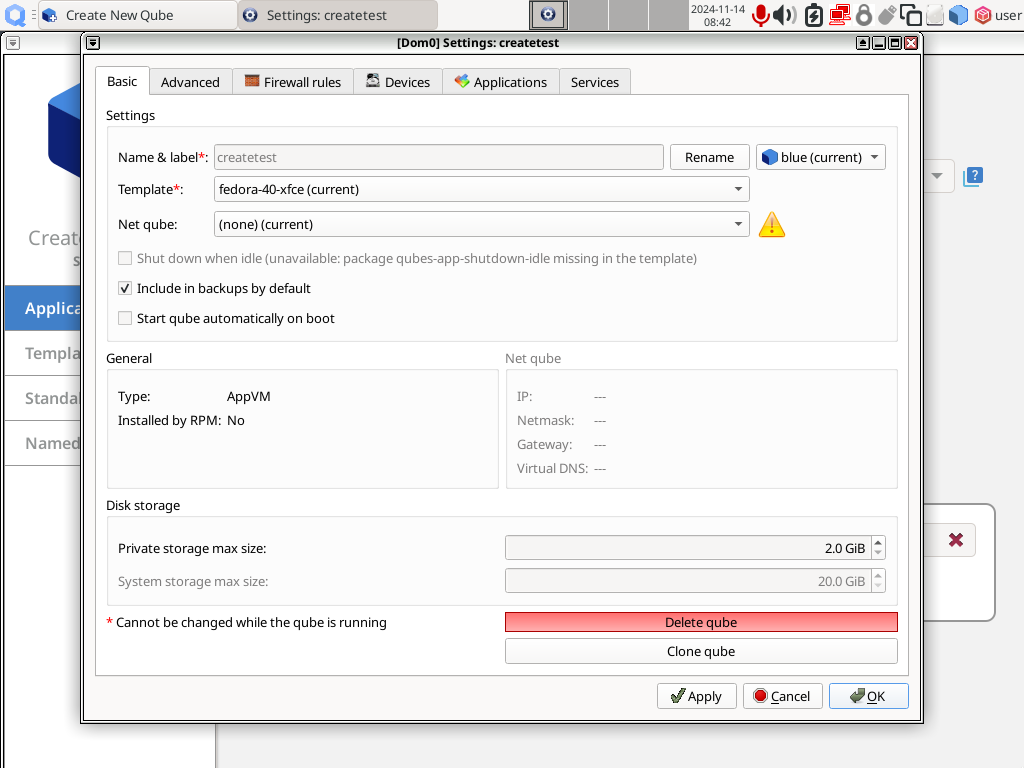 Create New Qube
Settings: createtest
2024-11-14
08:42
user
[Dom0] Settings: createtest
Basic
Advanced
Firewall rules
Devices
Applications
Services
Settings
Name & label*:
createtest
Rename
blue (current)
Template*:
fedora-40-xfce (current)
Net qube:
(none) (current)
Shut down when idle (unavailable: package qubes-app-shutdown-idle missing in the template)
Include in backups by default
Start qube automatically on boot
General
Type: AppVM
Installed by RPM: No
Net qube
IP: ---
Netmask: ---
Gateway: ---
Virtual DNS: ---
Disk storage
Private storage max size:
2.0 GiB
System storage max size:
20.0 GiB
* Cannot be changed while the qube is running
Delete qube
Clone qube
Apply
Cancel
OK
Creat
s
Applica
Templa
Standa
Named
?